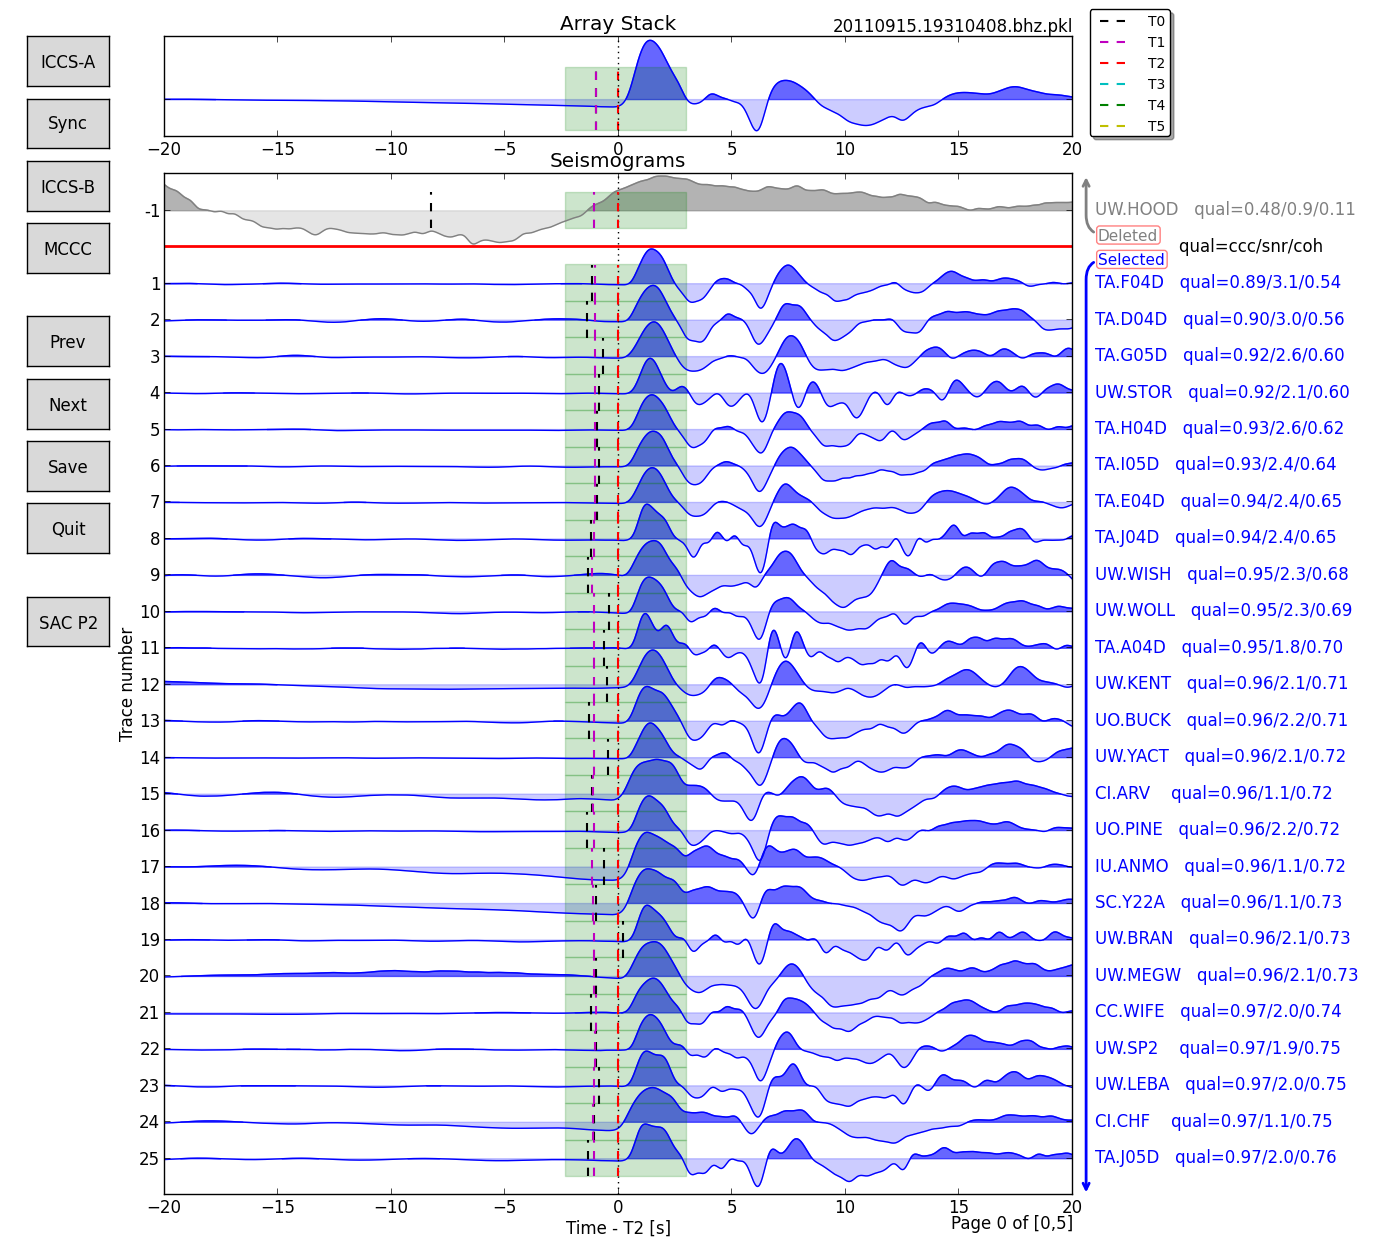 Array Stack
20110915.19310408.bhz.pkl
T0
T1
T2
T3
T4
T5
ICCS-A
Sync
ICCS-B
MCCC
Prev
Next
Save
Quit
SAC P2
−20 −15 −10 −5 0 5 10 15 20
Seismograms
Trace number
-1 UW.HOOD qual=0.48/0.9/0.11
Deleted
qual=ccc/snr/coh
Selected
1 TA.F04D qual=0.89/3.1/0.54
2 TA.D04D qual=0.90/3.0/0.56
3 TA.G05D qual=0.92/2.6/0.60
4 UW.STOR qual=0.92/2.1/0.60
5 TA.H04D qual=0.93/2.6/0.62
6 TA.I05D qual=0.93/2.4/0.64
7 TA.E04D qual=0.94/2.4/0.65
8 TA.J04D qual=0.94/2.4/0.65
9 UW.WISH qual=0.95/2.3/0.68
10 UW.WOLL qual=0.95/2.3/0.69
11 TA.A04D qual=0.95/1.8/0.70
12 UW.KENT qual=0.96/2.1/0.71
13 UO.BUCK qual=0.96/2.2/0.71
14 UW.YACT qual=0.96/2.1/0.72
15 CI.ARV qual=0.96/1.1/0.72
16 UO.PINE qual=0.96/2.2/0.72
17 IU.ANMO qual=0.96/1.1/0.72
18 SC.Y22A qual=0.96/1.1/0.73
19 UW.BRAN qual=0.96/2.1/0.73
20 UW.MEGW qual=0.96/2.1/0.73
21 CC.WIFE qual=0.97/2.0/0.74
22 UW.SP2 qual=0.97/1.9/0.75
23 UW.LEBA qual=0.97/2.0/0.75
24 CI.CHF qual=0.97/1.1/0.75
25 TA.J05D qual=0.97/2.0/0.76
−20 −15 −10 −5 0 5 10 15 20
Time - T2 [s]
Page 0 of [0,5]